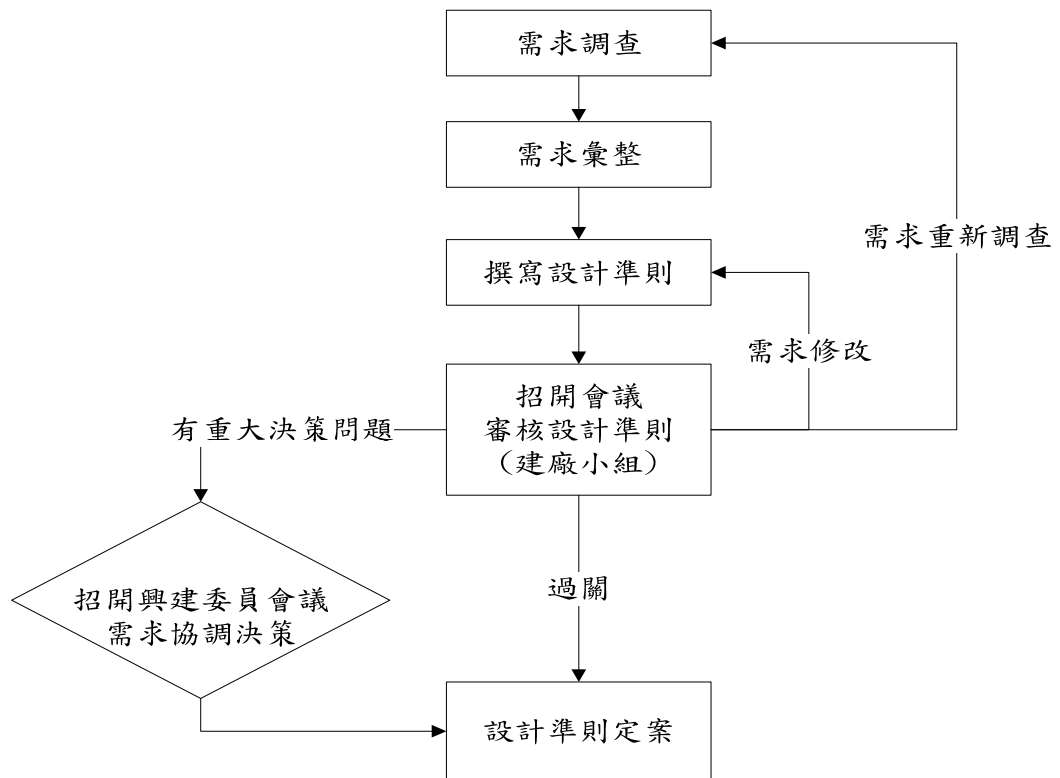 需求調查
需求彙整
需求重新調查
撰寫設計準則
需求修改
招開會議
審核設計準則
（建廠小組）
有重大決策問題
過關
招開興建委員會議
需求協調決策
設計準則定案